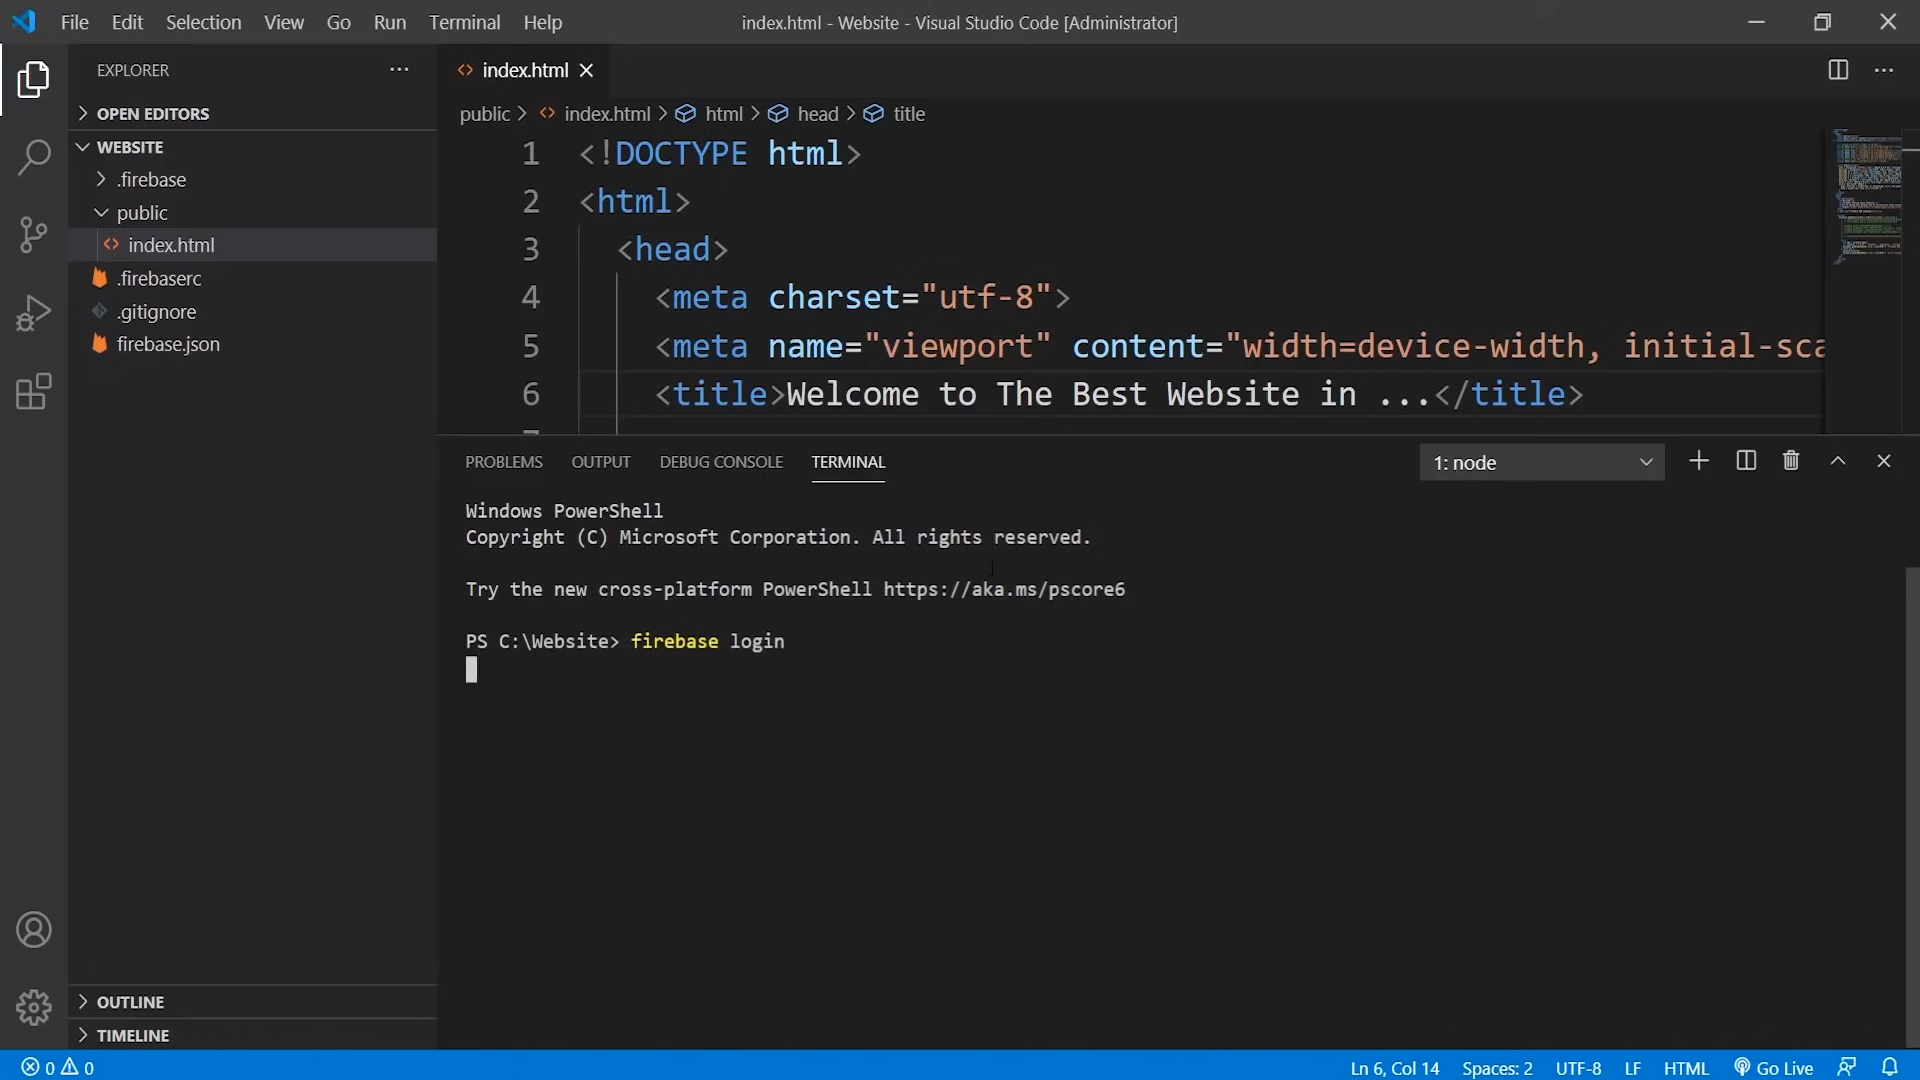 File Edit Selection View Go Run Terminal Help
index.html - Website - Visual Studio Code [Administrator]
EXPLORER
OPEN EDITORS
WEBSITE
.firebase
public
index.html
.firebaserc
.gitignore
firebase.json
OUTLINE
TIMELINE
index.html
public > index.html > html > head > title
1 <!DOCTYPE html>
2 <html>
3 <head>
4 <meta charset="utf-8">
5 <meta name="viewport" content="width=device-width, initial-sca
6 <title>Welcome to The Best Website in ...</title>
PROBLEMS OUTPUT DEBUG CONSOLE TERMINAL
1: node
Windows PowerShell
Copyright (C) Microsoft Corporation. All rights reserved.
Try the new cross-platform PowerShell https://aka.ms/pscore6
PS C:\Website> firebase login
0 0
Ln 6, Col 14 Spaces: 2 UTF-8 LF HTML Go Live